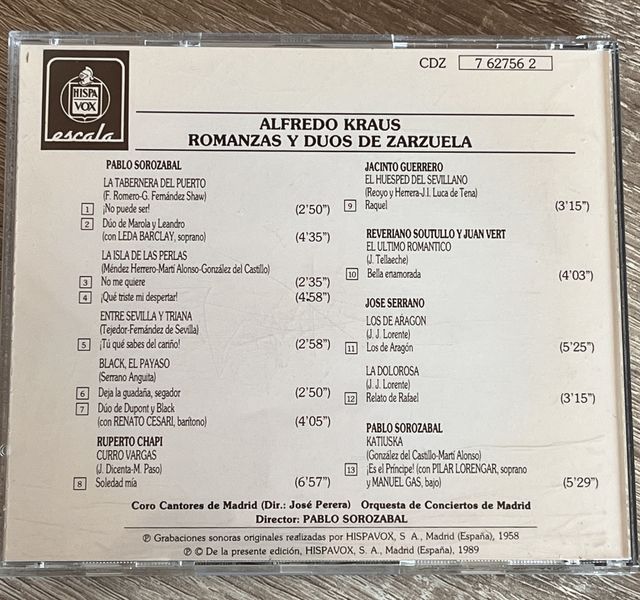 HISPA
VOX
escala
CDZ 7 62756 2
ALFREDO KRAUS
ROMANZAS Y DUOS DE ZARZUELA
PABLO SOROZABAL
LA TABERNERA DEL PUERTO
(F. Romero-G. Fernández Shaw)
1 ¡No puede ser! (2'50")
2 Dúo de Marola y Leandro
(con LEDA BARCLAY, soprano) (4'35")
LA ISLA DE LAS PERLAS
(Méndez Herrero-Martí Alonso-González del Castillo)
3 No me quiere (2'35")
4 ¡Qué triste mi despertar! (4'58")
ENTRE SEVILLA Y TRIANA
(Tejedor-Fernández de Sevilla)
5 ¡Tú qué sabes del cariño! (2'58")
BLACK, EL PAYASO
(Serrano Anguita)
6 Deja la guadaña, segador (2'50")
7 Dúo de Dupont y Black
(con RENATO CESARI, barítono) (4'05")
RUPERTO CHAPI
CURRO VARGAS
(J. Dicenta-M. Paso)
8 Soledad mía (6'57")
JACINTO GUERRERO
EL HUESPED DEL SEVILLANO
(Reoyo y Herrera-J.I. Luca de Tena)
9 Raquel (3'15")
REVERIANO SOUTULLO Y JUAN VERT
EL ULTIMO ROMANTICO
(J. Tellaeche)
10 Bella enamorada (4'03")
JOSE SERRANO
LOS DE ARAGON
(J. J. Lorente)
11 Los de Aragón (5'25")
LA DOLOROSA
(J. J. Lorente)
12 Relato de Rafael (3'15")
PABLO SOROZABAL
KATIUSKA
(González del Castillo-Martí Alonso)
13 ¡Es el Príncipe! (con PILAR LORENGAR, soprano
y MANUEL GAS, bajo) (5'29")
Coro Cantores de Madrid (Dir.: José Perera) Orquesta de Conciertos de Madrid
Director: PABLO SOROZABAL
℗ Grabaciones sonoras originales realizadas por HISPAVOX, S. A., Madrid (España), 1958
℗ © De la presente edición, HISPAVOX, S. A., Madrid (España), 1989